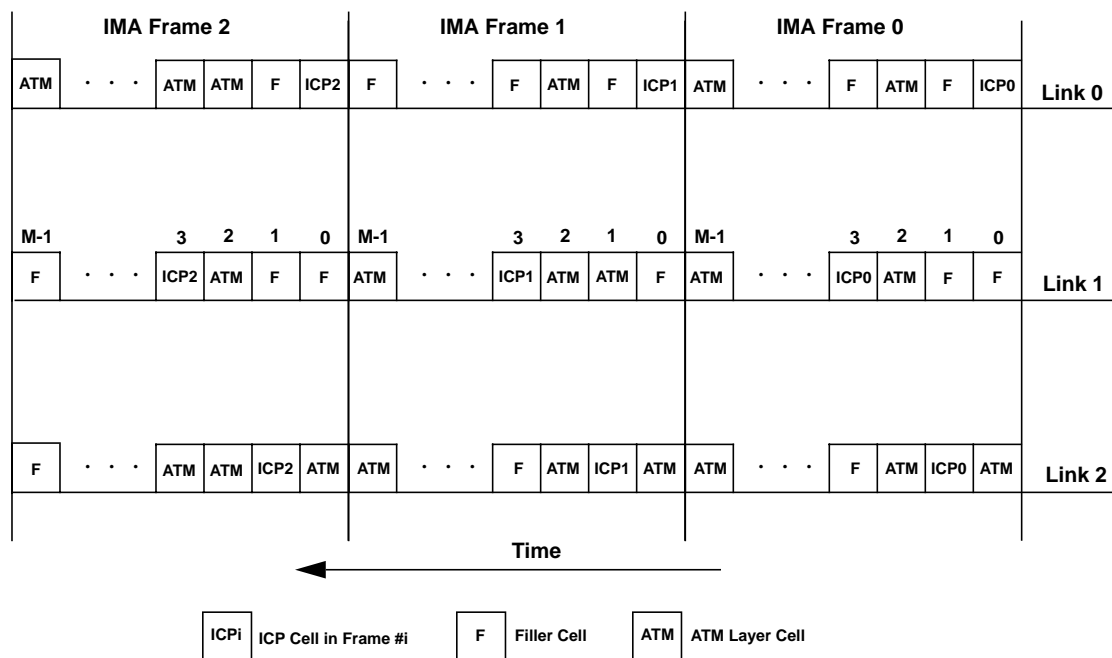 IMA Frame 2 IMA Frame 1 IMA Frame 0
ATM · · · ATM ATM F ICP2 F · · · F ATM F ICP1 ATM · · · F ATM F ICP0 Link 0
M-1 3 2 1 0 M-1 3 2 1 0 M-1 3 2 1 0
F · · · ICP2 ATM F F ATM · · · ICP1 ATM ATM F ATM · · · ICP0 ATM F F Link 1
F · · · ATM ATM ICP2 ATM ATM · · · F ATM ICP1 ATM ATM · · · F ATM ICP0 ATM Link 2
Time
ICPi ICP Cell in Frame #i F Filler Cell ATM ATM Layer Cell